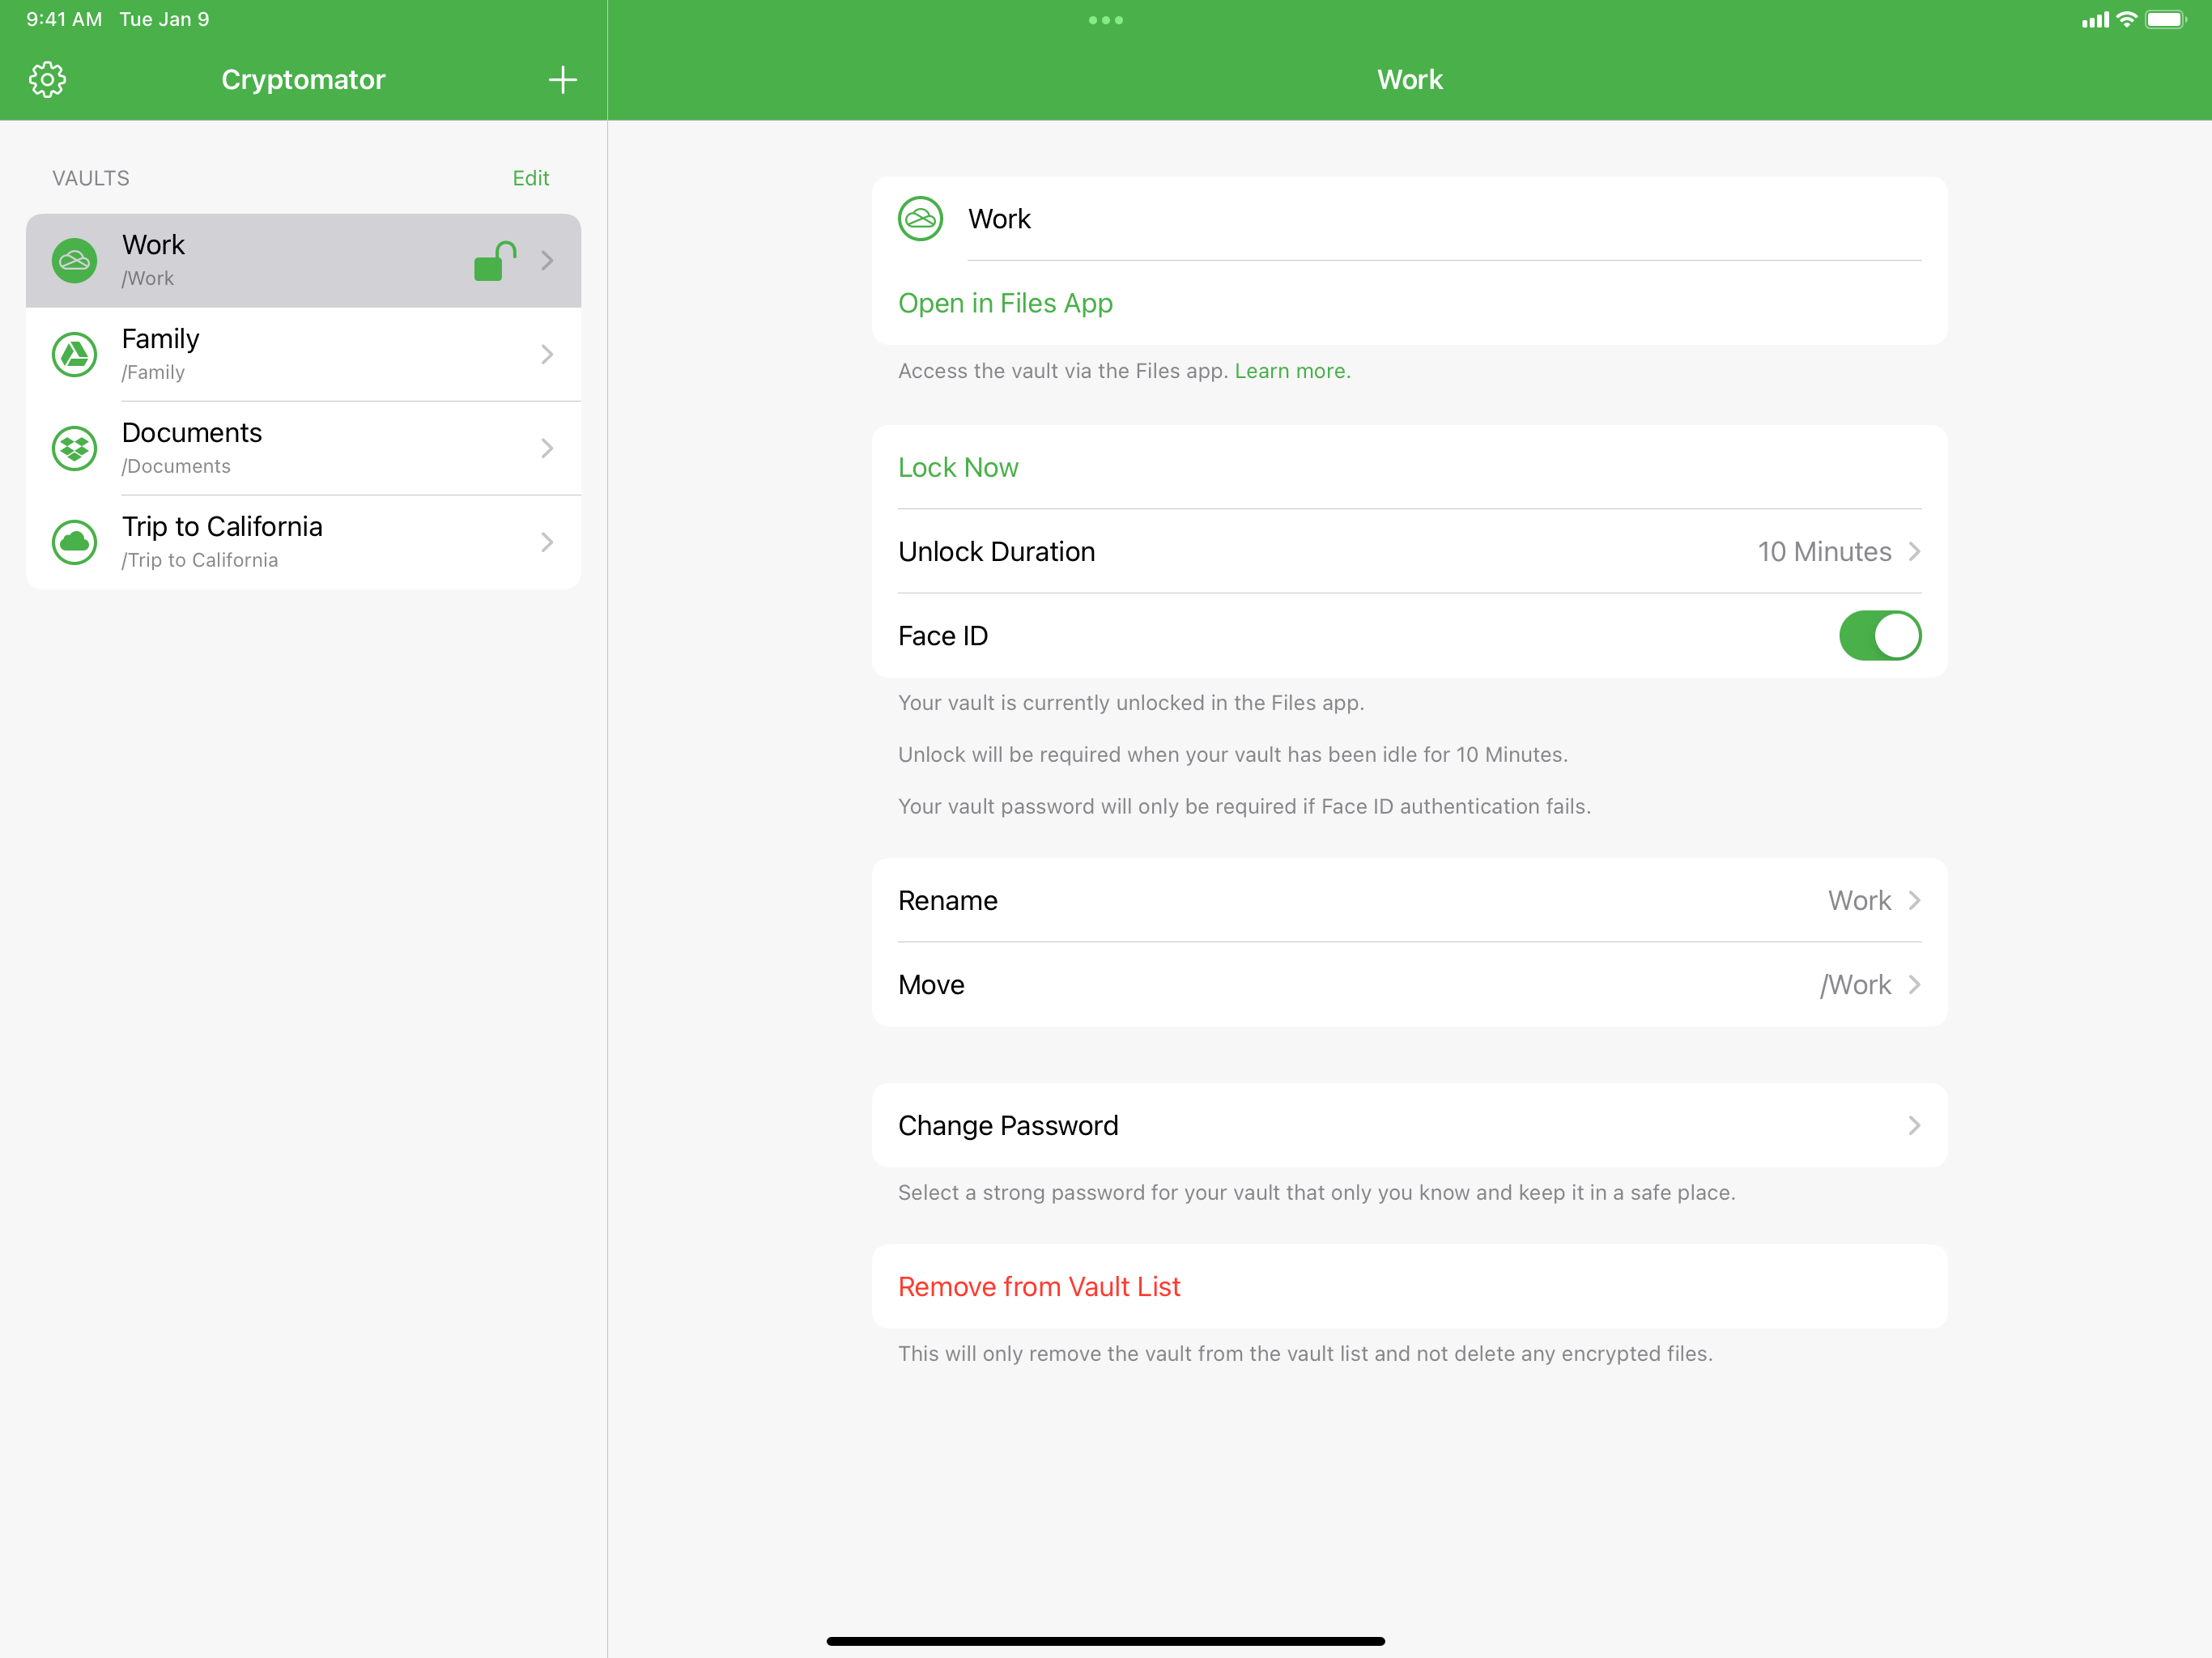 9:41 AM Tue Jan 9
Cryptomator
VAULTS Edit
Work
/Work
Family
/Family
Documents
/Documents
Trip to California
/Trip to California
Work
Work
Open in Files App
Access the vault via the Files app. Learn more.
Lock Now
Unlock Duration 10 Minutes
Face ID
Your vault is currently unlocked in the Files app.
Unlock will be required when your vault has been idle for 10 Minutes.
Your vault password will only be required if Face ID authentication fails.
Rename Work
Move /Work
Change Password
Select a strong password for your vault that only you know and keep it in a safe place.
Remove from Vault List
This will only remove the vault from the vault list and not delete any encrypted files.